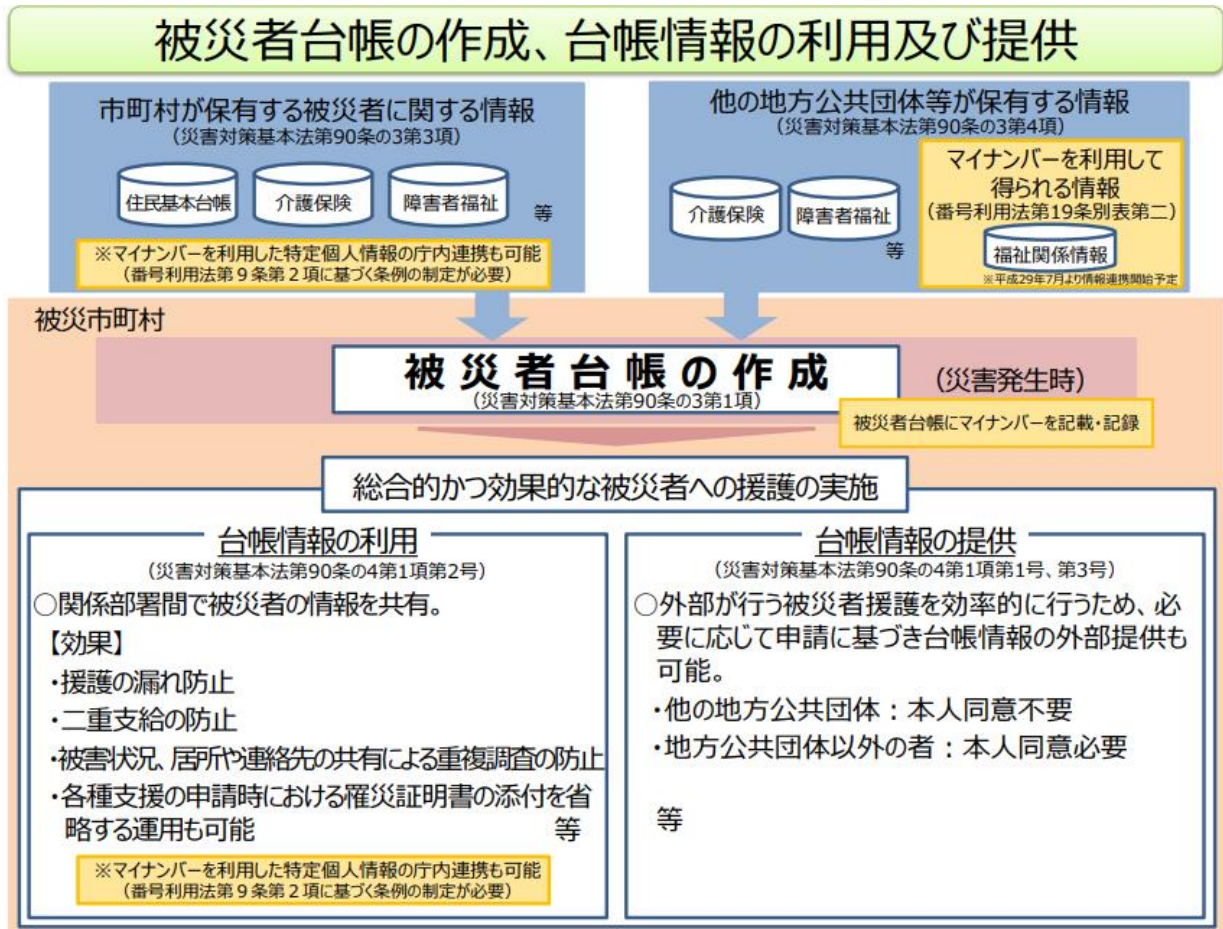 被災者台帳の作成、台帳情報の利用及び提供
市町村が保有する被災者に関する情報
（災害対策基本法第90条の3第3項）
住民基本台帳
介護保険
障害者福祉
等
※マイナンバーを利用した特定個人情報の庁内連携も可能
（番号利用法第９条第２項に基づく条例の制定が必要）
他の地方公共団体等が保有する情報
（災害対策基本法第90条の3第4項）
介護保険
障害者福祉
等
マイナンバーを利用して
得られる情報
（番号利用法第19条別表第二）
福祉関係情報
※平成29年7月より情報連携開始予定
被災市町村
被災者台帳の作成
（災害対策基本法第90条の3第1項）
（災害発生時）
被災者台帳にマイナンバーを記載・記録
総合的かつ効果的な被災者への援護の実施
台帳情報の利用
（災害対策基本法第90条の4第1項第2号）
○関係部署間で被災者の情報を共有。
【効果】
・援護の漏れ防止
・二重支給の防止
・被害状況、居所や連絡先の共有による重複調査の防止
・各種支援の申請時における罹災証明書の添付を省
略する運用も可能　等
※マイナンバーを利用した特定個人情報の庁内連携も可能
（番号利用法第９条第２項に基づく条例の制定が必要）
台帳情報の提供
（災害対策基本法第90条の4第1項第1号、第3号）
○外部が行う被災者援護を効率的に行うため、必
要に応じて申請に基づき台帳情報の外部提供も
可能。
・他の地方公共団体：本人同意不要
・地方公共団体以外の者：本人同意必要
等